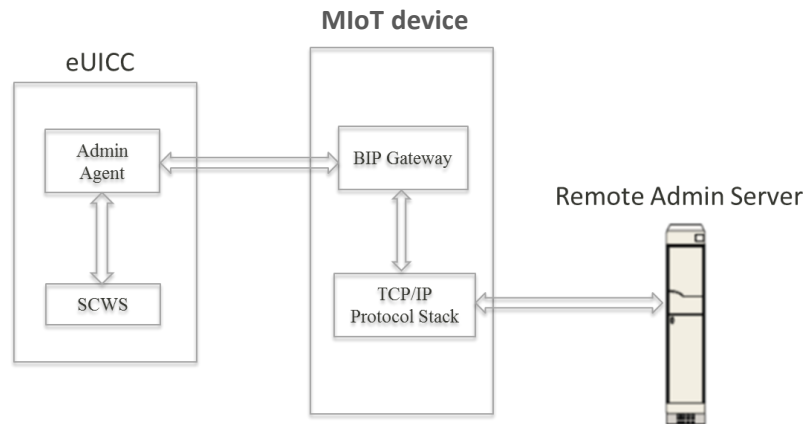 MIoT device
eUICC
Admin
Agent
BIP Gateway
Remote Admin Server
SCWS
TCP/IP
Protocol Stack